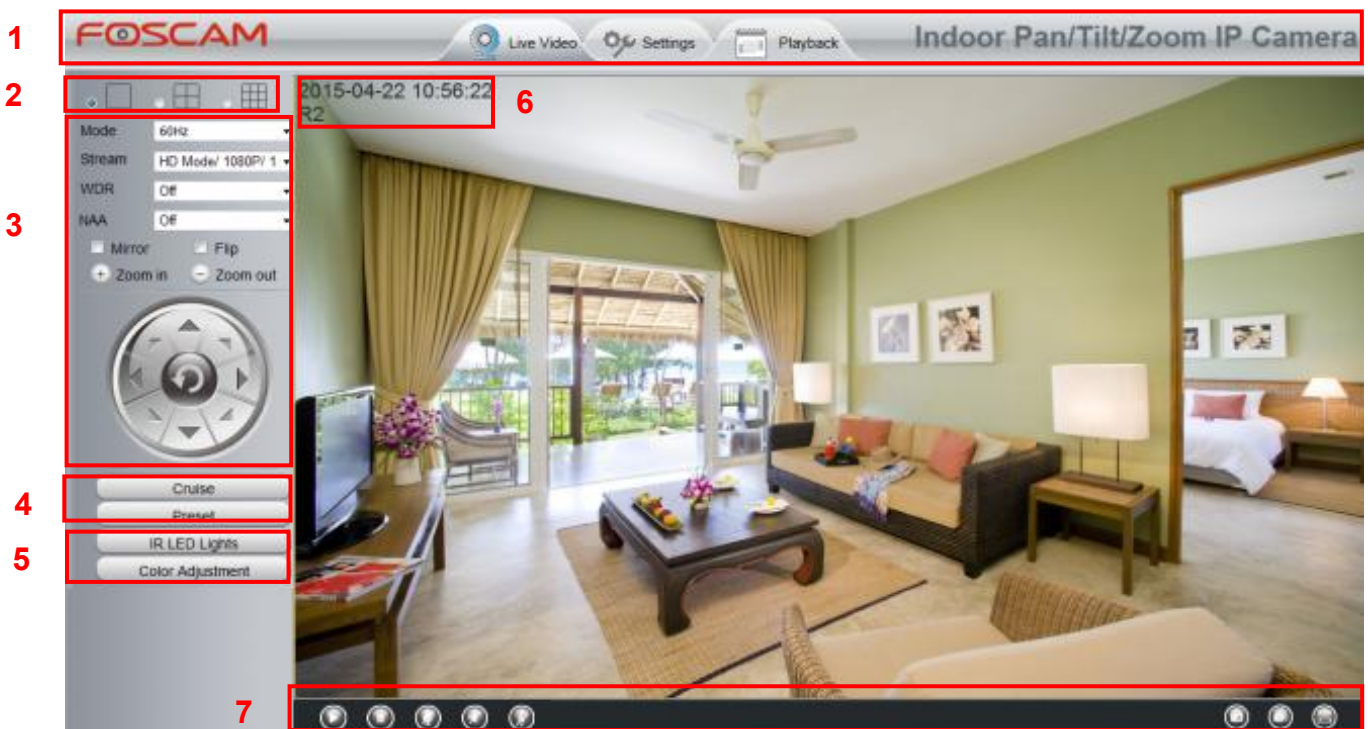 1
FOSCAM
Live Video
Settings
Playback
Indoor Pan/Tilt/Zoom IP Camera
2
2015-04-22 10:56:22
R2
6
Mode
60Hz
Stream
HD Mode/ 1080P/ 1
WDR
Off
3
NAA
Off
Mirror
Flip
+ Zoom in
- Zoom out
4
Cruise
Preset
5
IR LED Lights
Color Adjustment
7